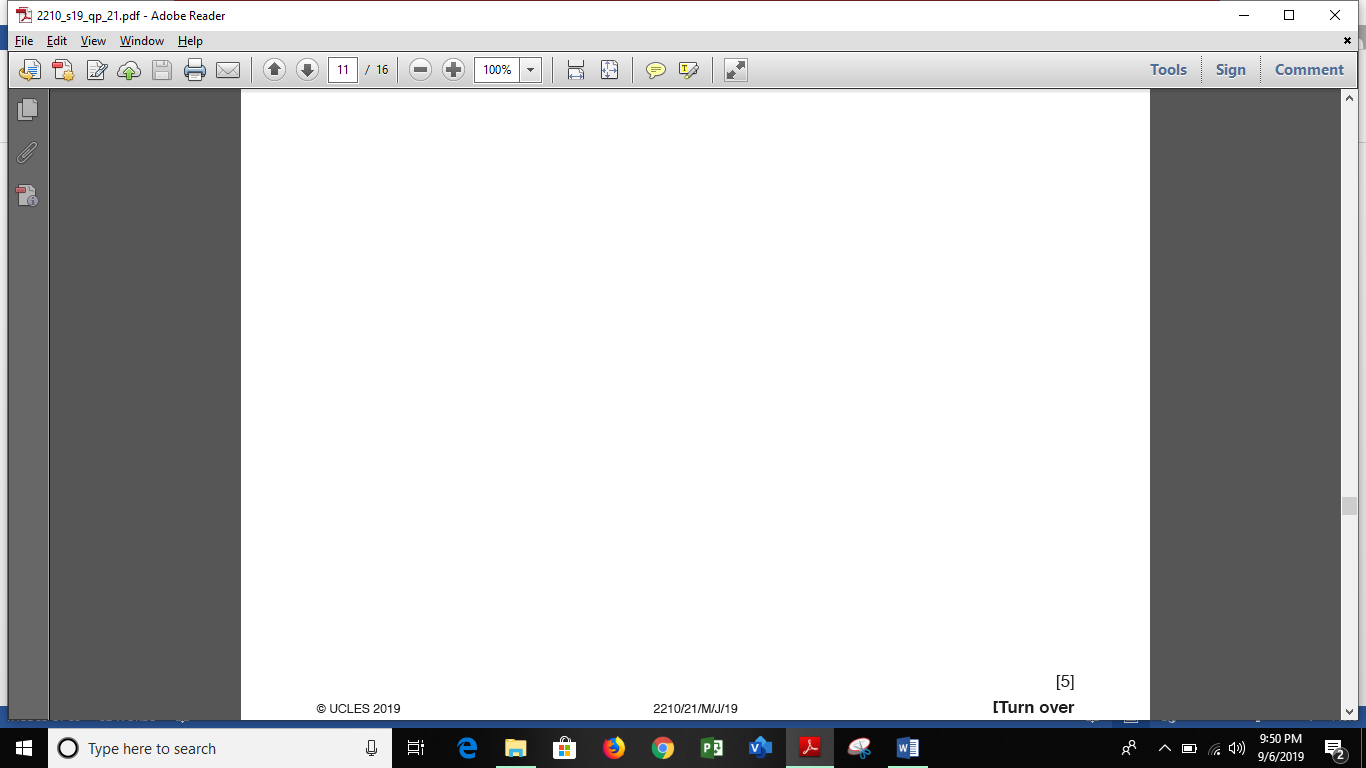 2210_s19_qp_21.pdf - Adobe Reader
File Edit View Window Help
11 / 16 100% Tools Sign Comment
[5]
© UCLES 2019 2210/21/M/J/19 [Turn over
Type here to search
9:50 PM
9/6/2019
2